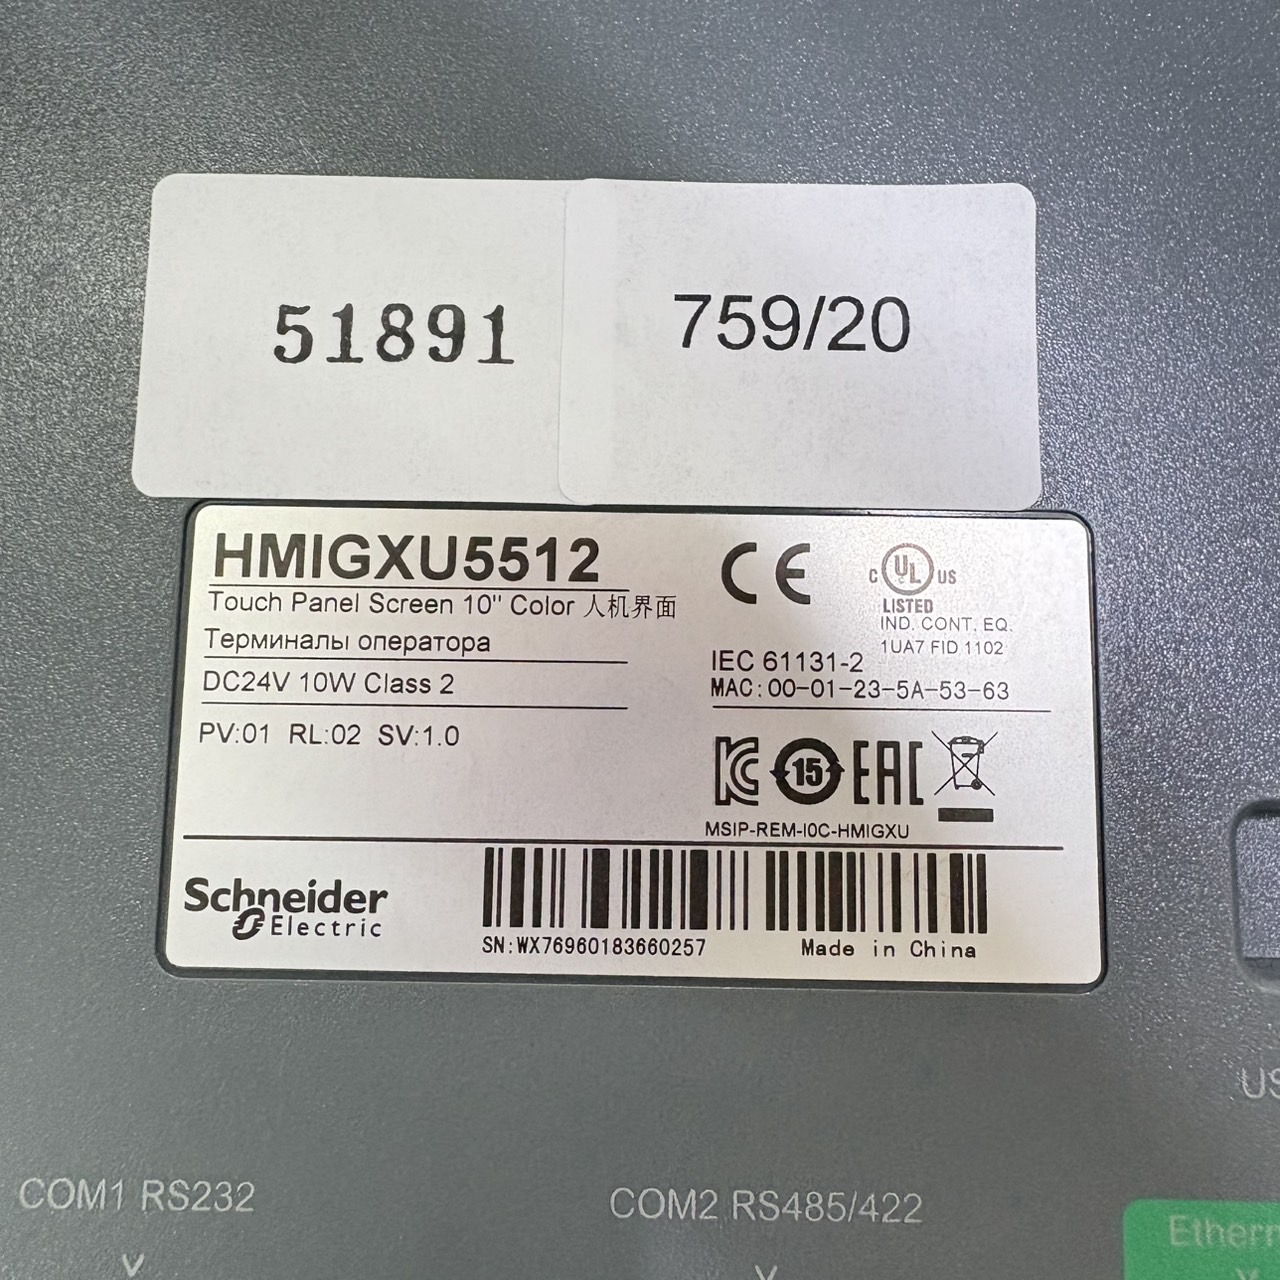 51891
759/20
HMIGXU5512
Touch Panel Screen 10" Color 人机界面
Терминалы оператора
DC24V 10W Class 2
PV:01 RL:02 SV:1.0
CE
C UL US
LISTED
IND. CONT. EQ.
1UA7 FID 1102
IEC 61131-2
MAC:00-01-23-5A-53-63
KC 15 EAC
MSIP-REM-I0C-HMIGXU
Schneider
Electric
SN:WX76960183660257
Made in China
COM1 RS232
COM2 RS485/422